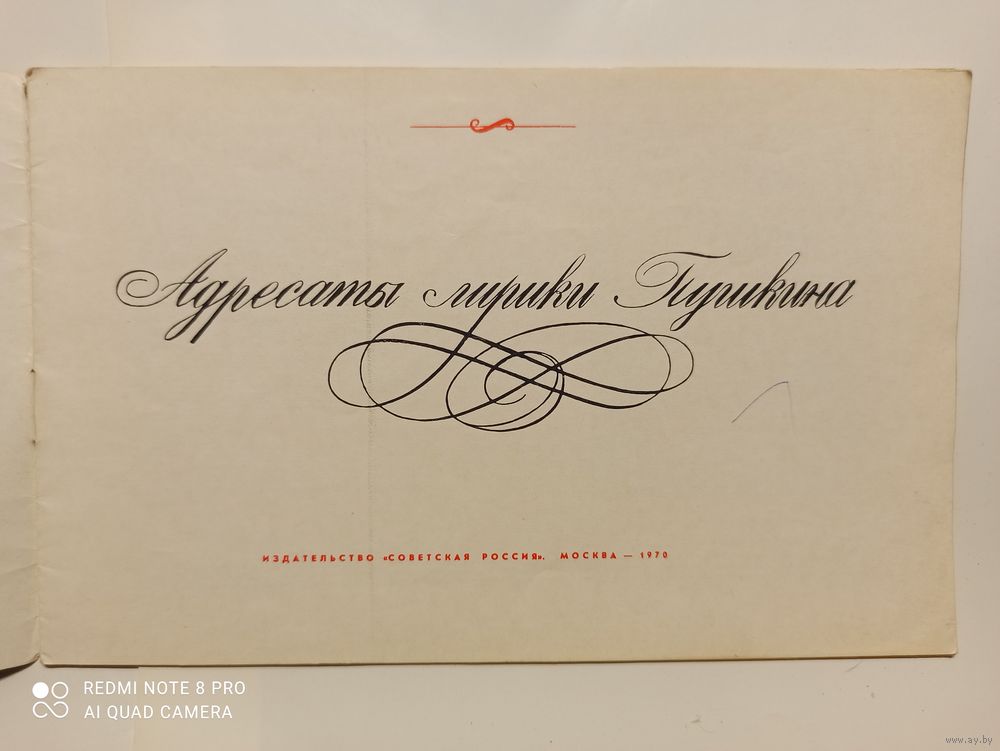 Адресаты лирики Пушкина
ИЗДАТЕЛЬСТВО «СОВЕТСКАЯ РОССИЯ». МОСКВА — 1970
REDMI NOTE 8 PRO
AI QUAD CAMERA
www.ay.by